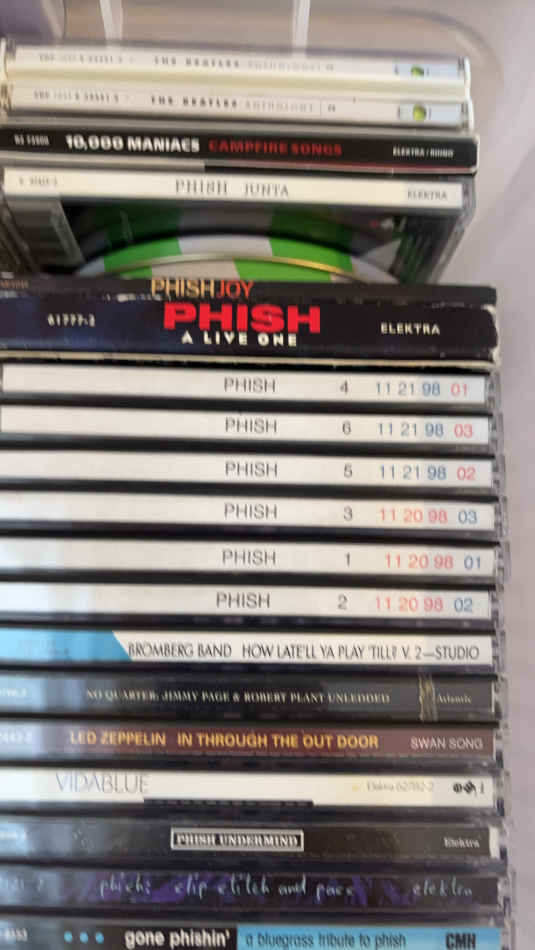 THE BEATLES ANTHOLOGY
THE BEATLES ANTHOLOGY
10,000 MANIACS CAMPFIRE SONGS ELEKTRA / RHINO
PHISH JUNTA ELEKTRA
PHISH JOY
61777-2 PHISH ELEKTRA
A LIVE ONE
PHISH 4 11 21 98 01
PHISH 6 11 21 98 03
PHISH 5 11 21 98 02
PHISH 3 11 20 98 03
PHISH 1 11 20 98 01
PHISH 2 11 20 98 02
BROMBERG BAND HOW LATE'LL YA PLAY 'TILL? V. 2—STUDIO
NO QUARTER: JIMMY PAGE & ROBERT PLANT UNLEDDED Atlantic
LED ZEPPELIN IN THROUGH THE OUT DOOR SWAN SONG
VIDABLUE Elektra
PHISH UNDERMIND Elektra
phish: slip stitch and pass elektra
gone phishin' a bluegrass tribute to phish CMH